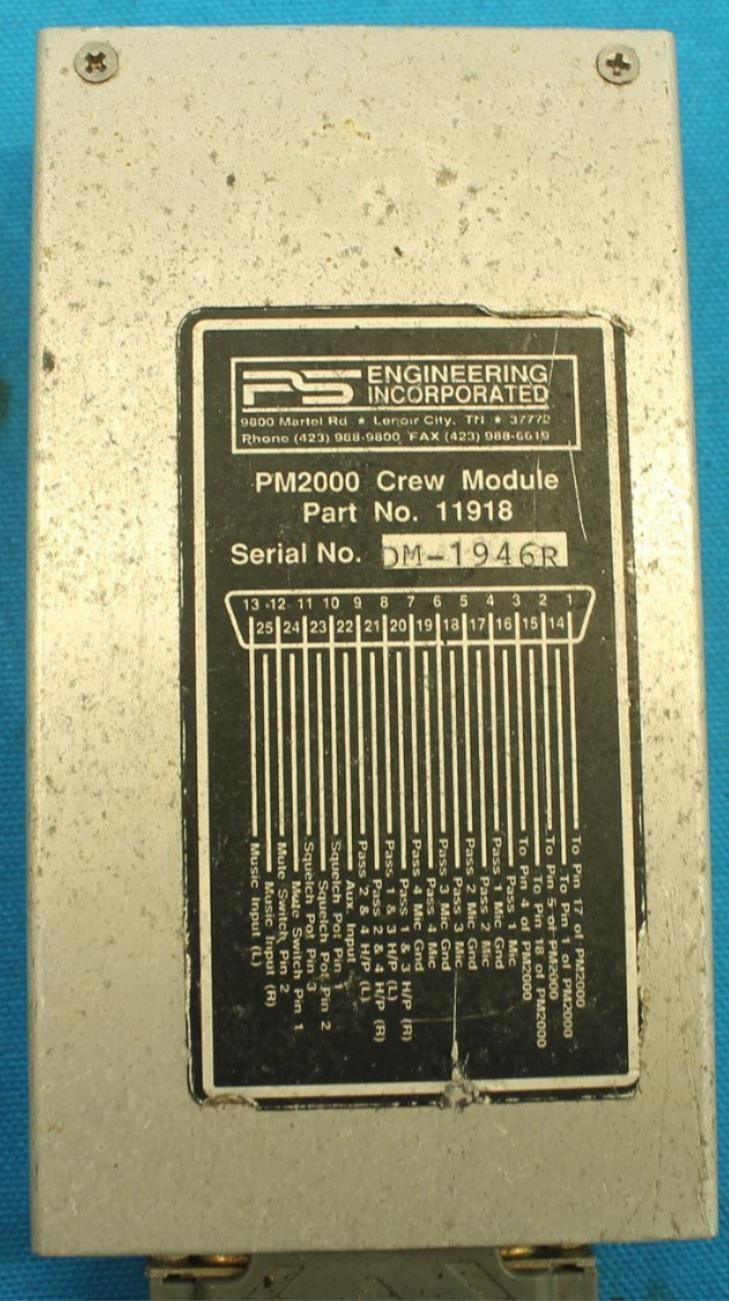 PS ENGINEERING
INCORPORATED
9800 Martel Rd ★ Lenoir City, TN ★ 37772
Phone (423) 988-9800 FAX (423) 988-6619
PM2000 Crew Module
Part No. 11918
Serial No. DM-1946R
13 12 11 10 9 8 7 6 5 4 3 2 1
25 24 23 22 21 20 19 18 17 16 15 14
To Pin 17 of PM2000
To Pin 1 of PM2000
To Pin 5 of PM2000
To Pin 18 of PM2000
To Pin 4 of PM2000
Pass 1 Mic
Pass 1 Mic Gnd
Pass 2 Mic
Pass 2 Mic Gnd
Pass 3 Mic
Pass 3 Mic Gnd
Pass 4 Mic
Pass 4 Mic Gnd
Pass 1 & 3 H/P (R)
Pass 1 & 3 H/P (L)
Pass 2 & 4 H/P (R)
Pass 2 & 4 H/P (L)
Aux. Input
Squelch Pot Pin 1
Squelch Pot Pin 2
Squelch Pot Pin 3
Mute Switch Pin 1
Mute Switch Pin 2
Music Input (R)
Music Input (L)